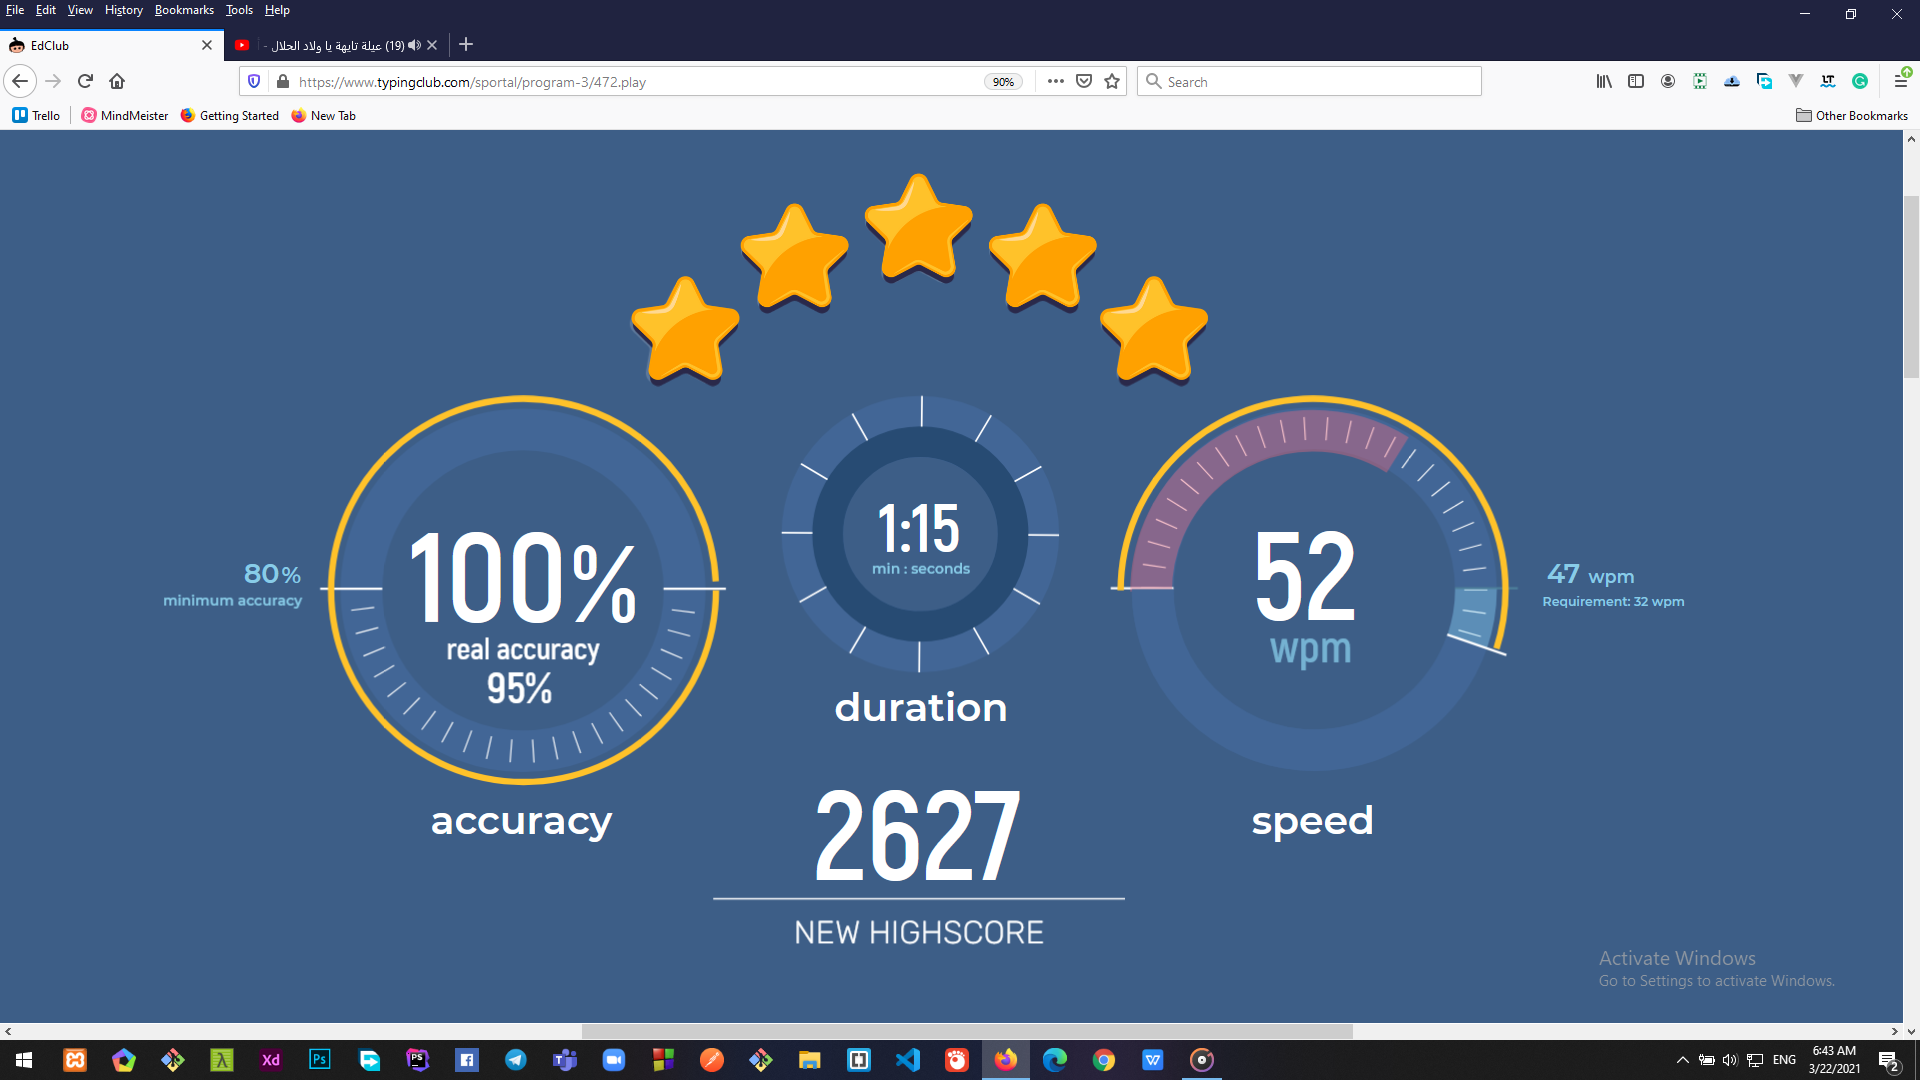 File Edit View History Bookmarks Tools Help
EdClub
(19) عيلة تايهة يا ولاد الحلال -
https://www.typingclub.com/sportal/program-3/472.play
90%
Search
Trello
MindMeister
Getting Started
New Tab
Other Bookmarks
100%
real accuracy
95%
80%
minimum accuracy
accuracy
1:15
min : seconds
duration
52
wpm
47 wpm
Requirement: 32 wpm
speed
2627
NEW HIGHSCORE
Activate Windows
Go to Settings to activate Windows.
Xd
Ps
PS
ENG
6:43 AM
3/22/2021
2